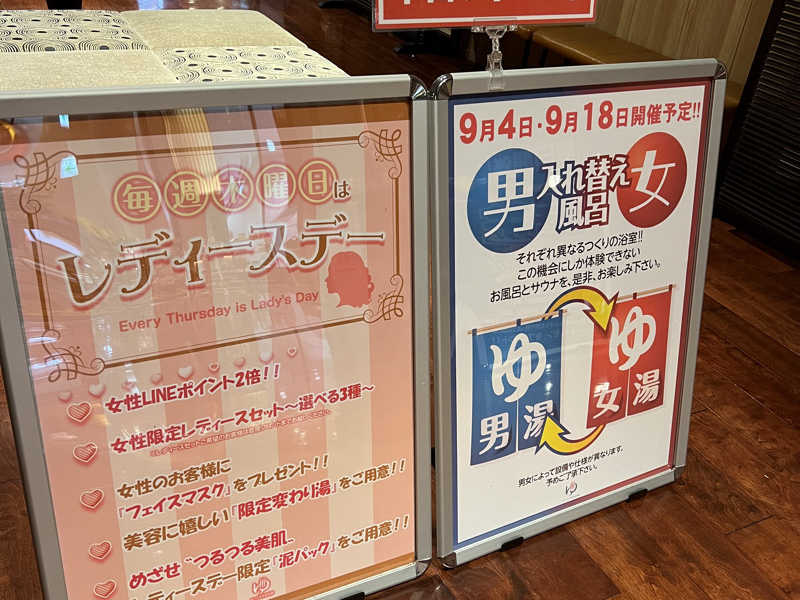 毎週木曜日は
レディースデー
Every Thursday is Lady's Day
女性LINEポイント2倍！！
女性限定レディースセット～選べる3種～
女性のお客様に
「フェイスマスク」をプレゼント！！
美容に嬉しい「限定変わり湯」をご用意！！
めざせ〝つるつる美肌〟
レディースデー限定「泥パック」をご用意！！
9月4日・9月18日開催予定!!
男入れ替え女
風呂
それぞれ異なるつくりの浴室!!
この機会にしか体験できない
お風呂とサウナを、是非、お楽しみ下さい。
ゆ
男湯
ゆ
女湯
男女によって設備や仕様が異なります。
予めご了承下さい。